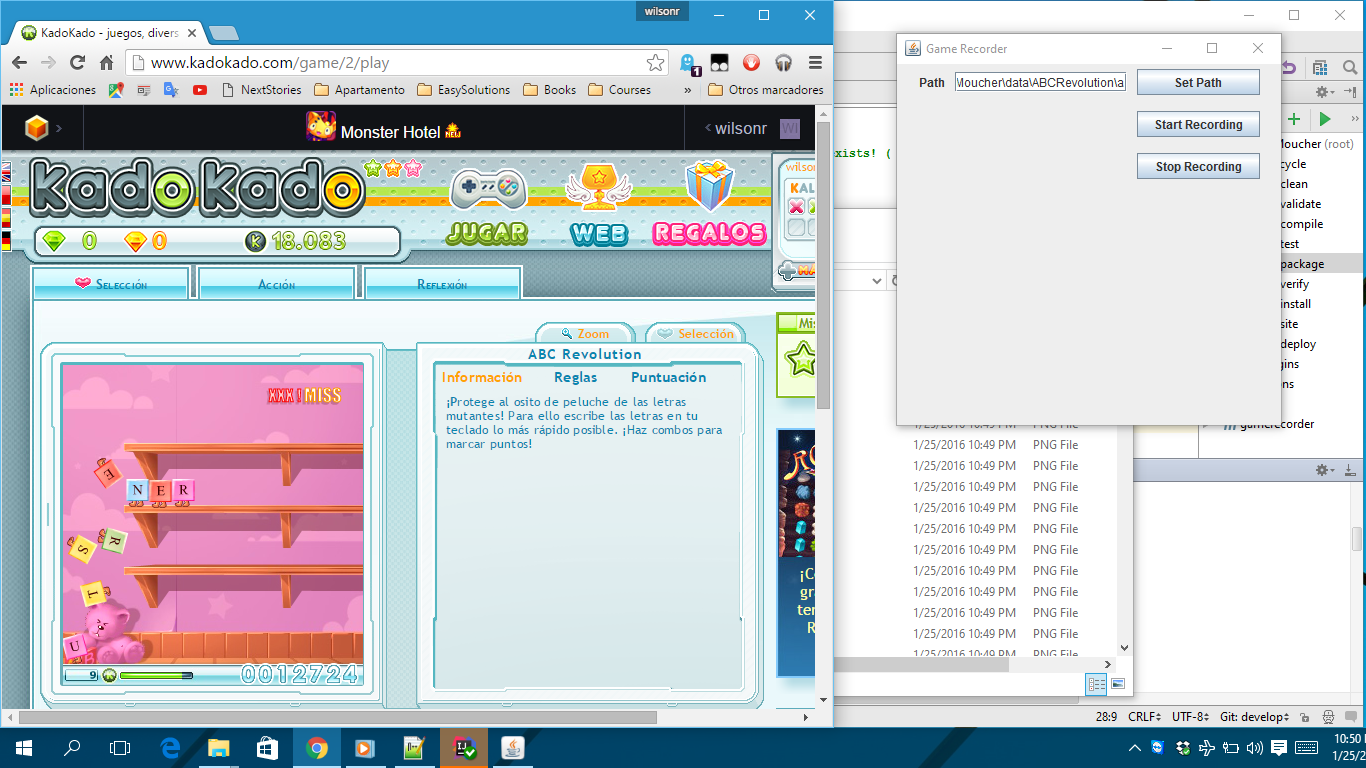 wilsonr
KadoKado - juegos, divers
www.kadokado.com/game/2/play
1
Aplicaciones
NextStories
Apartamento
EasySolutions
Books
Courses
»
Otros marcadores
Monster Hotel NEW
wilsonr
WI
KadoKado
JUGAR
WEB
REGALOS
wilson
KAL
0
0
K 18.083
Selección
Acción
Reflexión
Zoom
Selección
ABC Revolution
Información
Reglas
Puntuación
¡Protege al osito de peluche de las letras
mutantes! Para ello escribe las letras en tu
teclado lo más rápido posible. ¡Haz combos para
marcar puntos!
XXX ! MISS
E
N E R
R
S
T
U
9
0012724
Mis
¡Co
gra
ter
R
Game Recorder
Path
Moucher\data\ABCRevolution\a
Set Path
Start Recording
Stop Recording
xists! (
Moucher (root)
cycle
clean
validate
compile
test
package
verify
install
site
deploy
gins
ns
gamerecorder
1/25/2016 10:49 PM PNG File
1/25/2016 10:49 PM PNG File
1/25/2016 10:49 PM PNG File
1/25/2016 10:49 PM PNG File
1/25/2016 10:49 PM PNG File
1/25/2016 10:49 PM PNG File
1/25/2016 10:49 PM PNG File
1/25/2016 10:49 PM PNG File
1/25/2016 10:49 PM PNG File
1/25/2016 10:49 PM PNG File
1/25/2016 10:49 PM PNG File
1/25/2016 10:49 PM PNG File
28:9 CRLF UTF-8 Git: develop
10:50
1/25/2